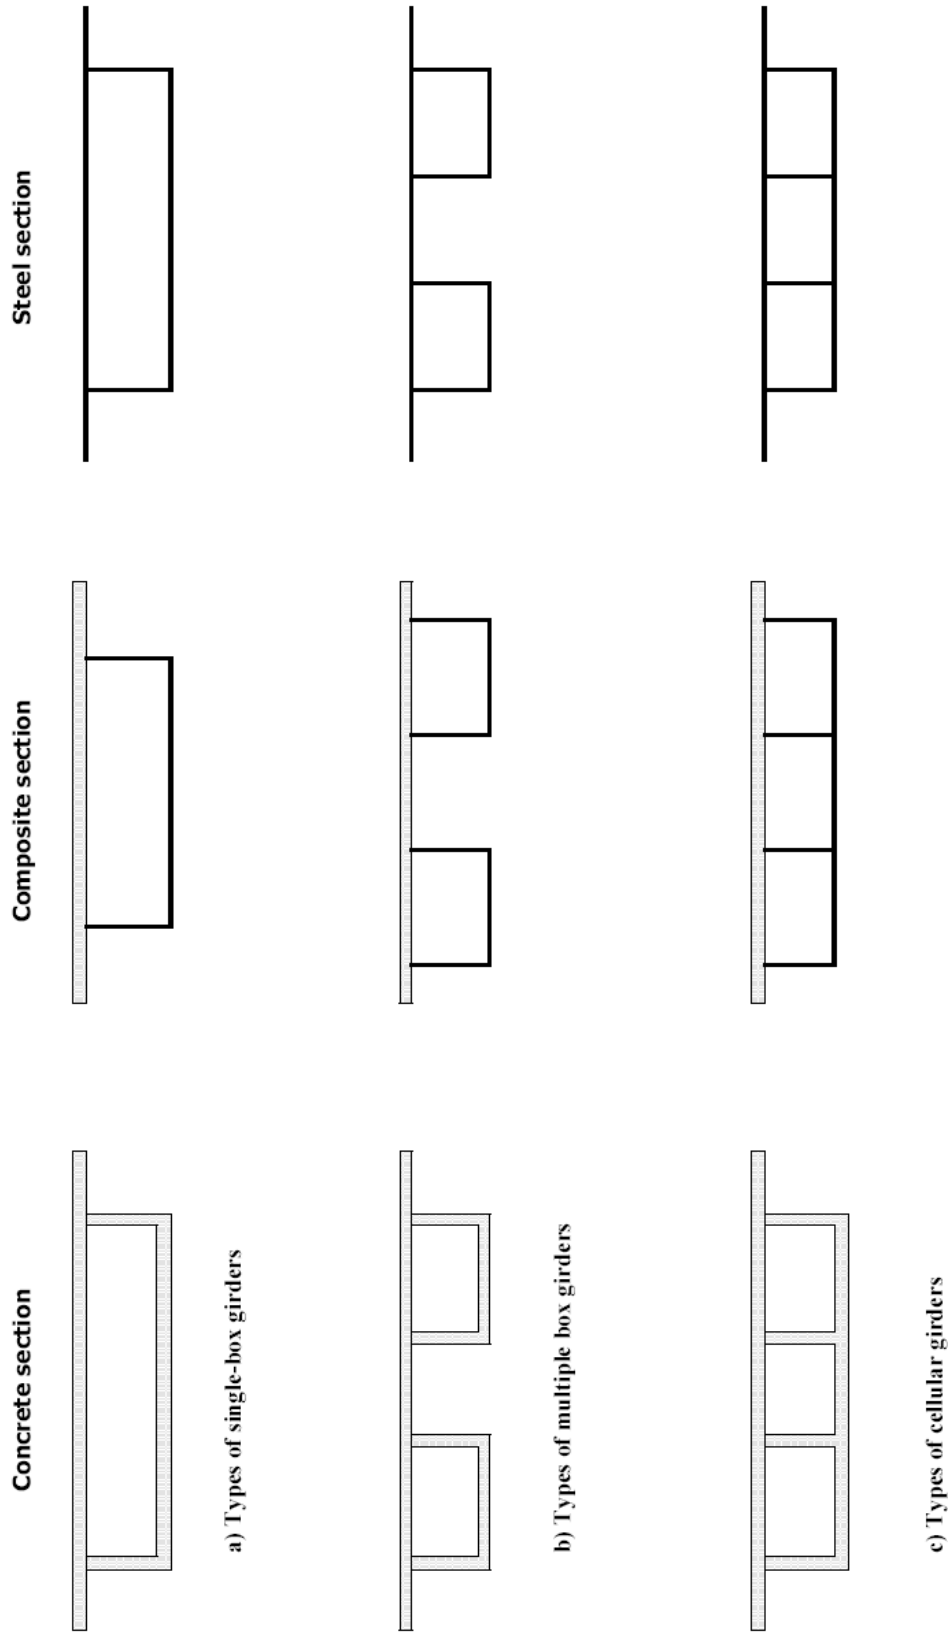 Concrete section
Composite section
Steel section
a) Types of single-box girders
b) Types of multiple box girders
c) Types of cellular girders